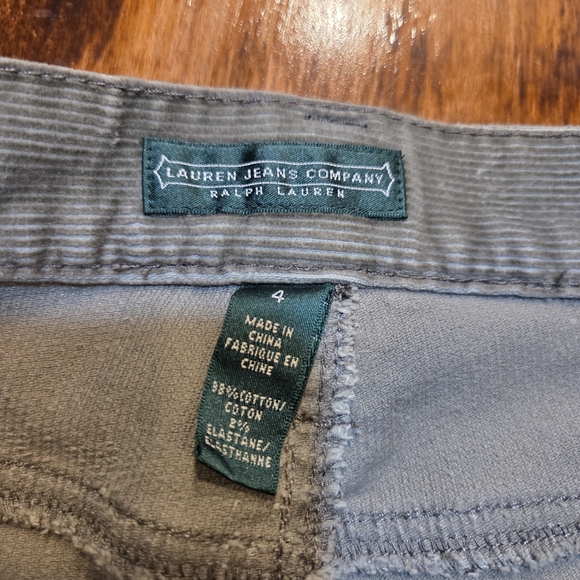 LAUREN JEANS COMPANY
RALPH LAUREN
4
MADE IN
CHINA
FABRIQUE EN
CHINE
98% COTTON/
COTON
2%
ELASTANE/
ELASTHANNE